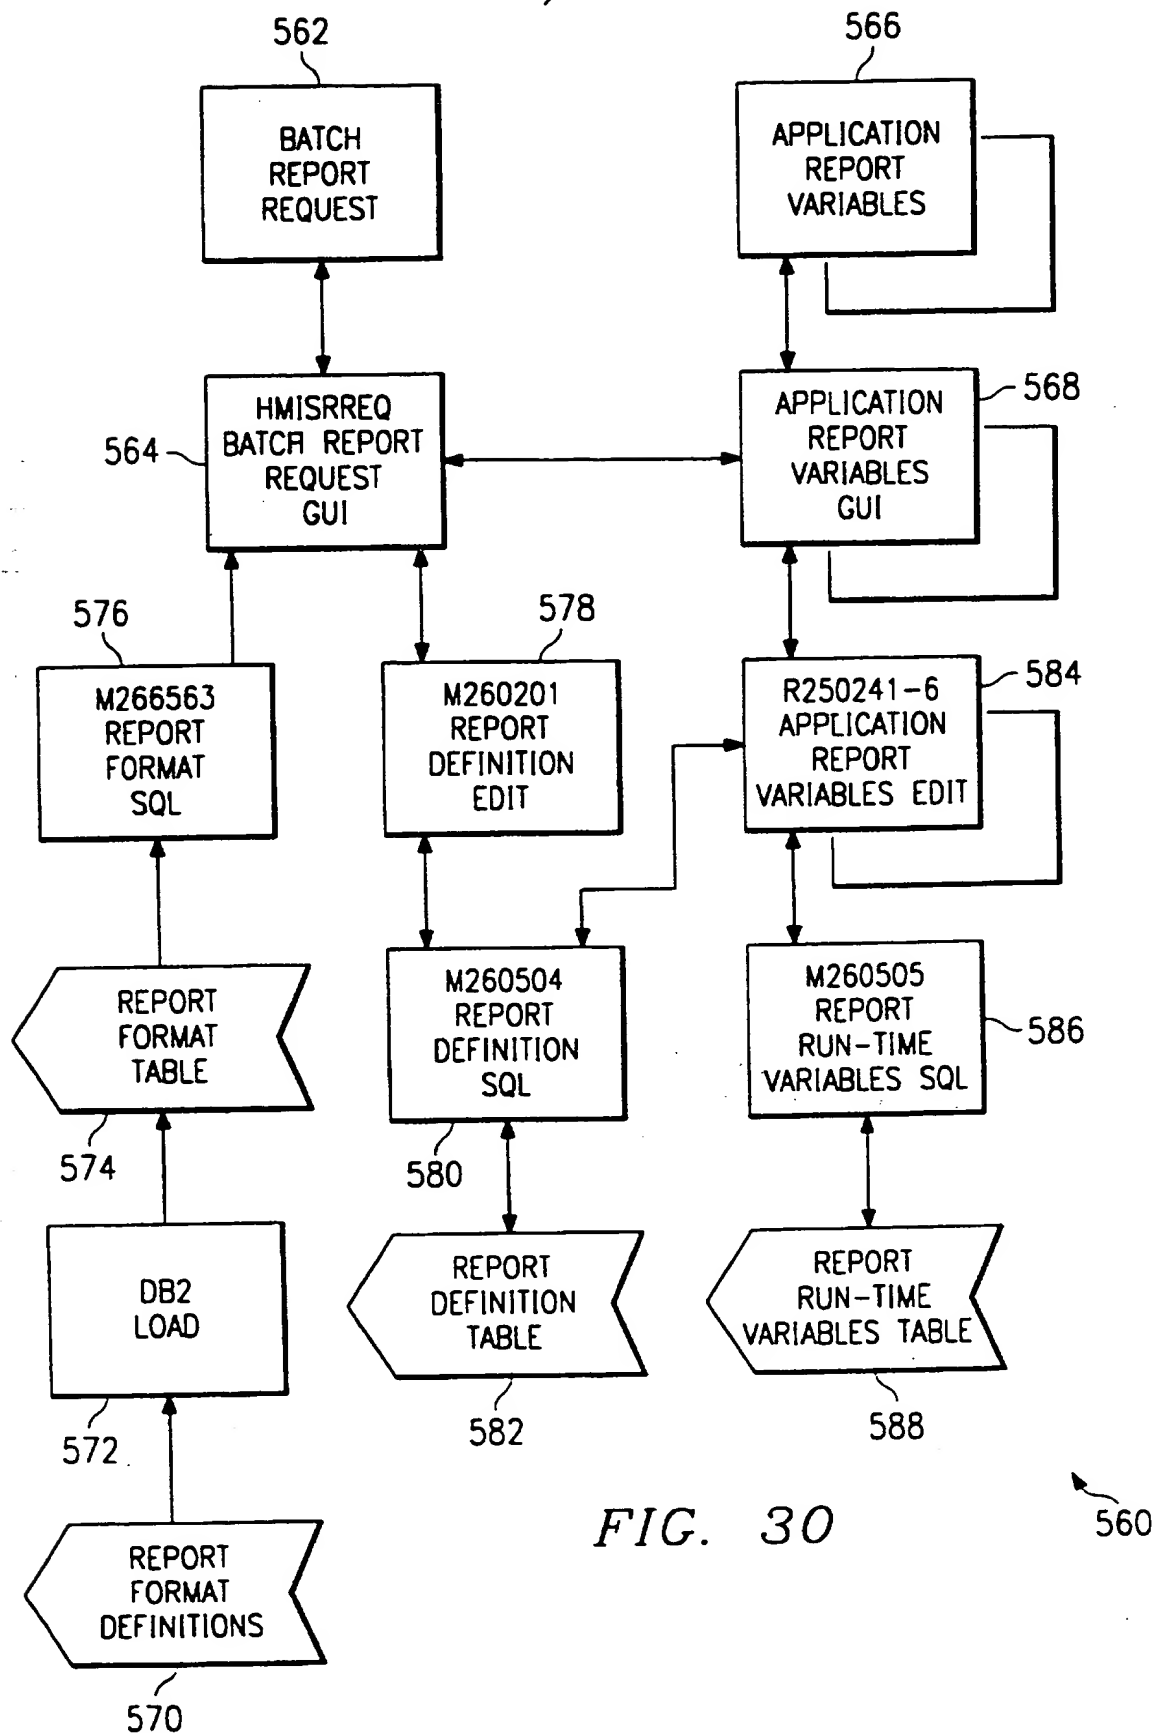 562
566
BATCH
REPORT
REQUEST
APPLICATION
REPORT
VARIABLES
564
HMISRREQ
BATCH REPORT
REQUEST
GUI
APPLICATION
REPORT
VARIABLES
GUI
568
576
578
M266563
REPORT
FORMAT
SQL
M260201
REPORT
DEFINITION
EDIT
R250241-6
APPLICATION
REPORT
VARIABLES EDIT
584
REPORT
FORMAT
TABLE
574
M260504
REPORT
DEFINITION
SQL
580
M260505
REPORT
RUN-TIME
VARIABLES SQL
586
DB2
LOAD
572
REPORT
DEFINITION
TABLE
582
REPORT
RUN-TIME
VARIABLES TABLE
588
REPORT
FORMAT
DEFINITIONS
570
FIG. 30
560